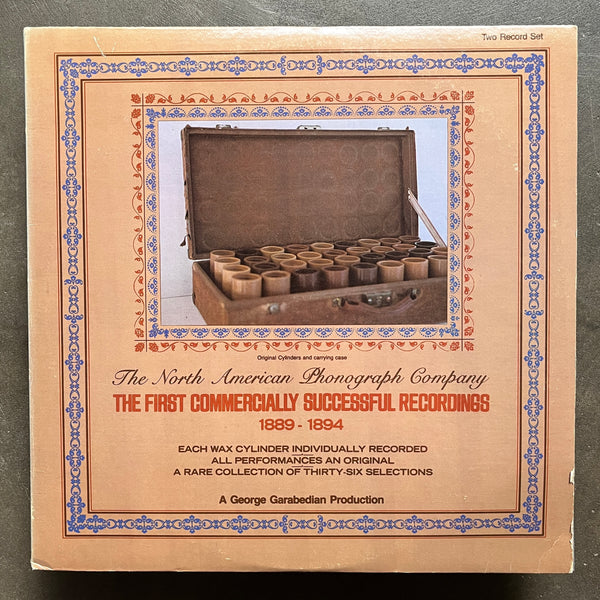 Two Record Set
Original Cylinders and carrying case
The North American Phonograph Company
THE FIRST COMMERCIALLY SUCCESSFUL RECORDINGS
1889 - 1894
EACH WAX CYLINDER INDIVIDUALLY RECORDED
ALL PERFORMANCES AN ORIGINAL
A RARE COLLECTION OF THIRTY-SIX SELECTIONS
A George Garabedian Production